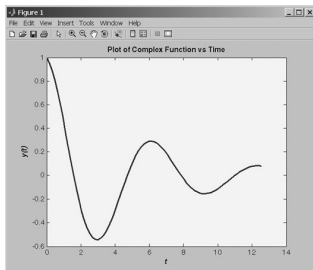 Figure 1
File Edit View Insert Tools Window Help
Plot of Complex Function vs Time
1
0.8
0.6
0.4
0.2
0
-0.2
-0.4
-0.6
y(t)
0 2 4 6 8 10 12 14
t